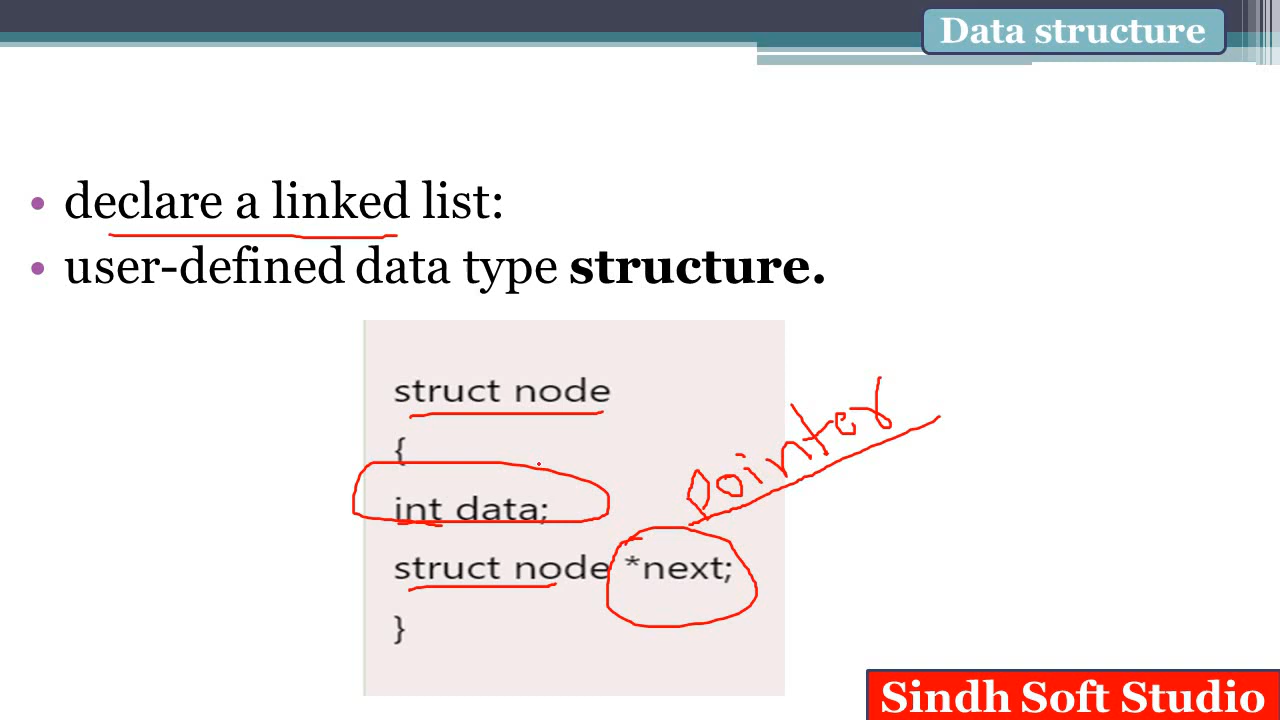 Data structure
• declare a linked list:
• user-defined data type structure.
struct node
{
int data;
struct node *next;
}
pointer
Sindh Soft Studio